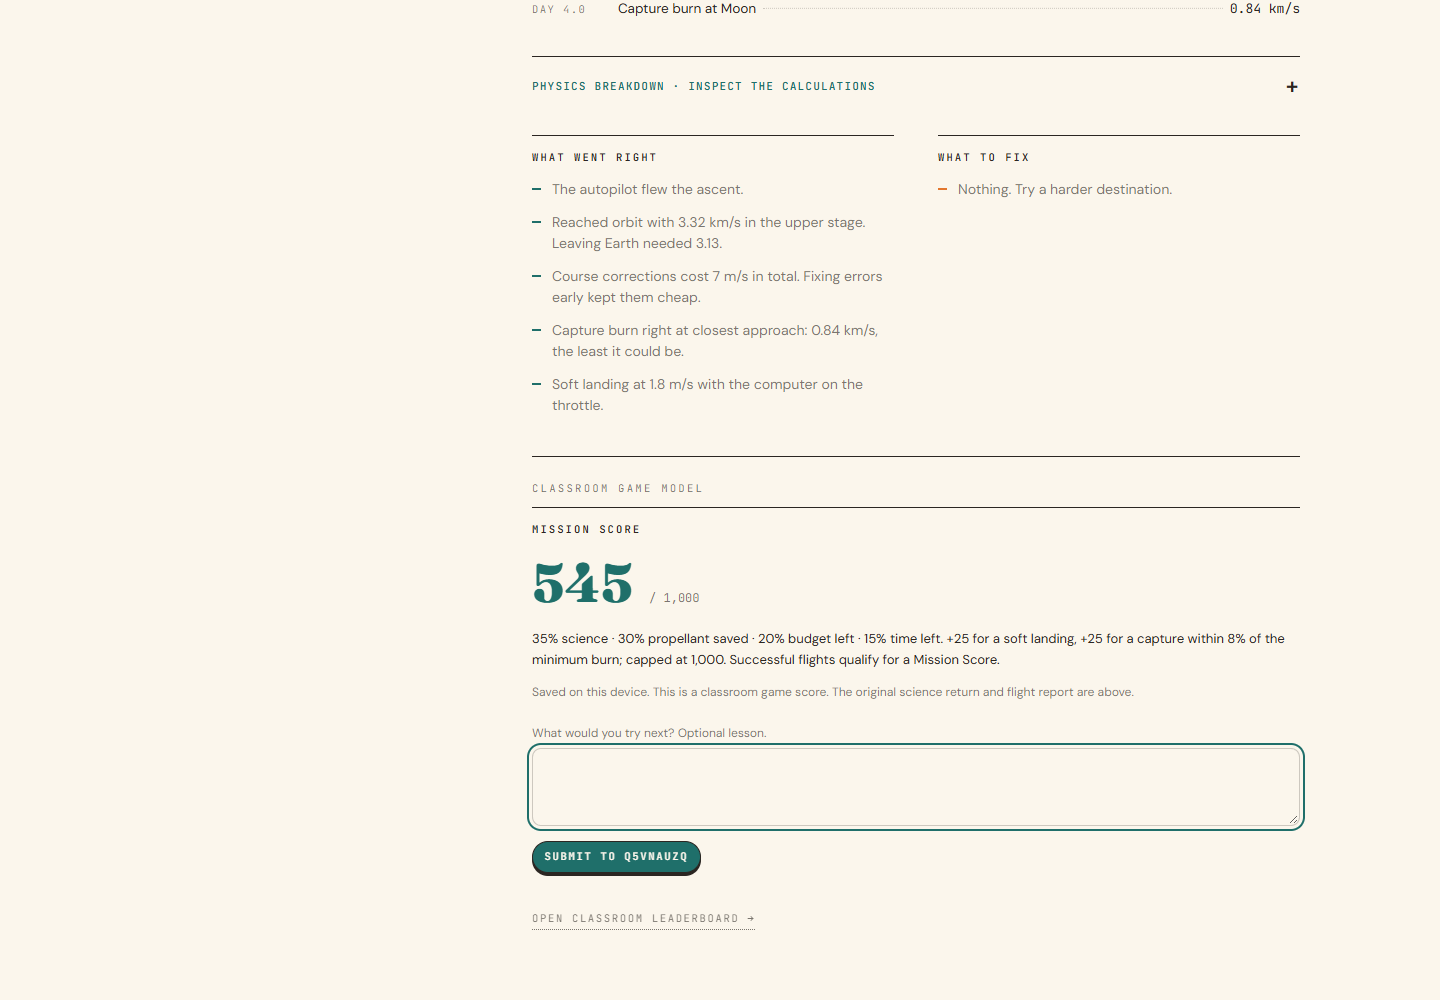 DAY 4.0 Capture burn at Moon 0.84 km/s
PHYSICS BREAKDOWN · INSPECT THE CALCULATIONS +
WHAT WENT RIGHT
The autopilot flew the ascent.
Reached orbit with 3.32 km/s in the upper stage.
Leaving Earth needed 3.13.
Course corrections cost 7 m/s in total. Fixing errors
early kept them cheap.
Capture burn right at closest approach: 0.84 km/s,
the least it could be.
Soft landing at 1.8 m/s with the computer on the
throttle.
WHAT TO FIX
Nothing. Try a harder destination.
CLASSROOM GAME MODEL
MISSION SCORE
545 / 1,000
35% science · 30% propellant saved · 20% budget left · 15% time left. +25 for a soft landing, +25 for a capture within 8% of the
minimum burn; capped at 1,000. Successful flights qualify for a Mission Score.
Saved on this device. This is a classroom game score. The original science return and flight report are above.
What would you try next? Optional lesson.
SUBMIT TO Q5VNAUZQ
OPEN CLASSROOM LEADERBOARD →